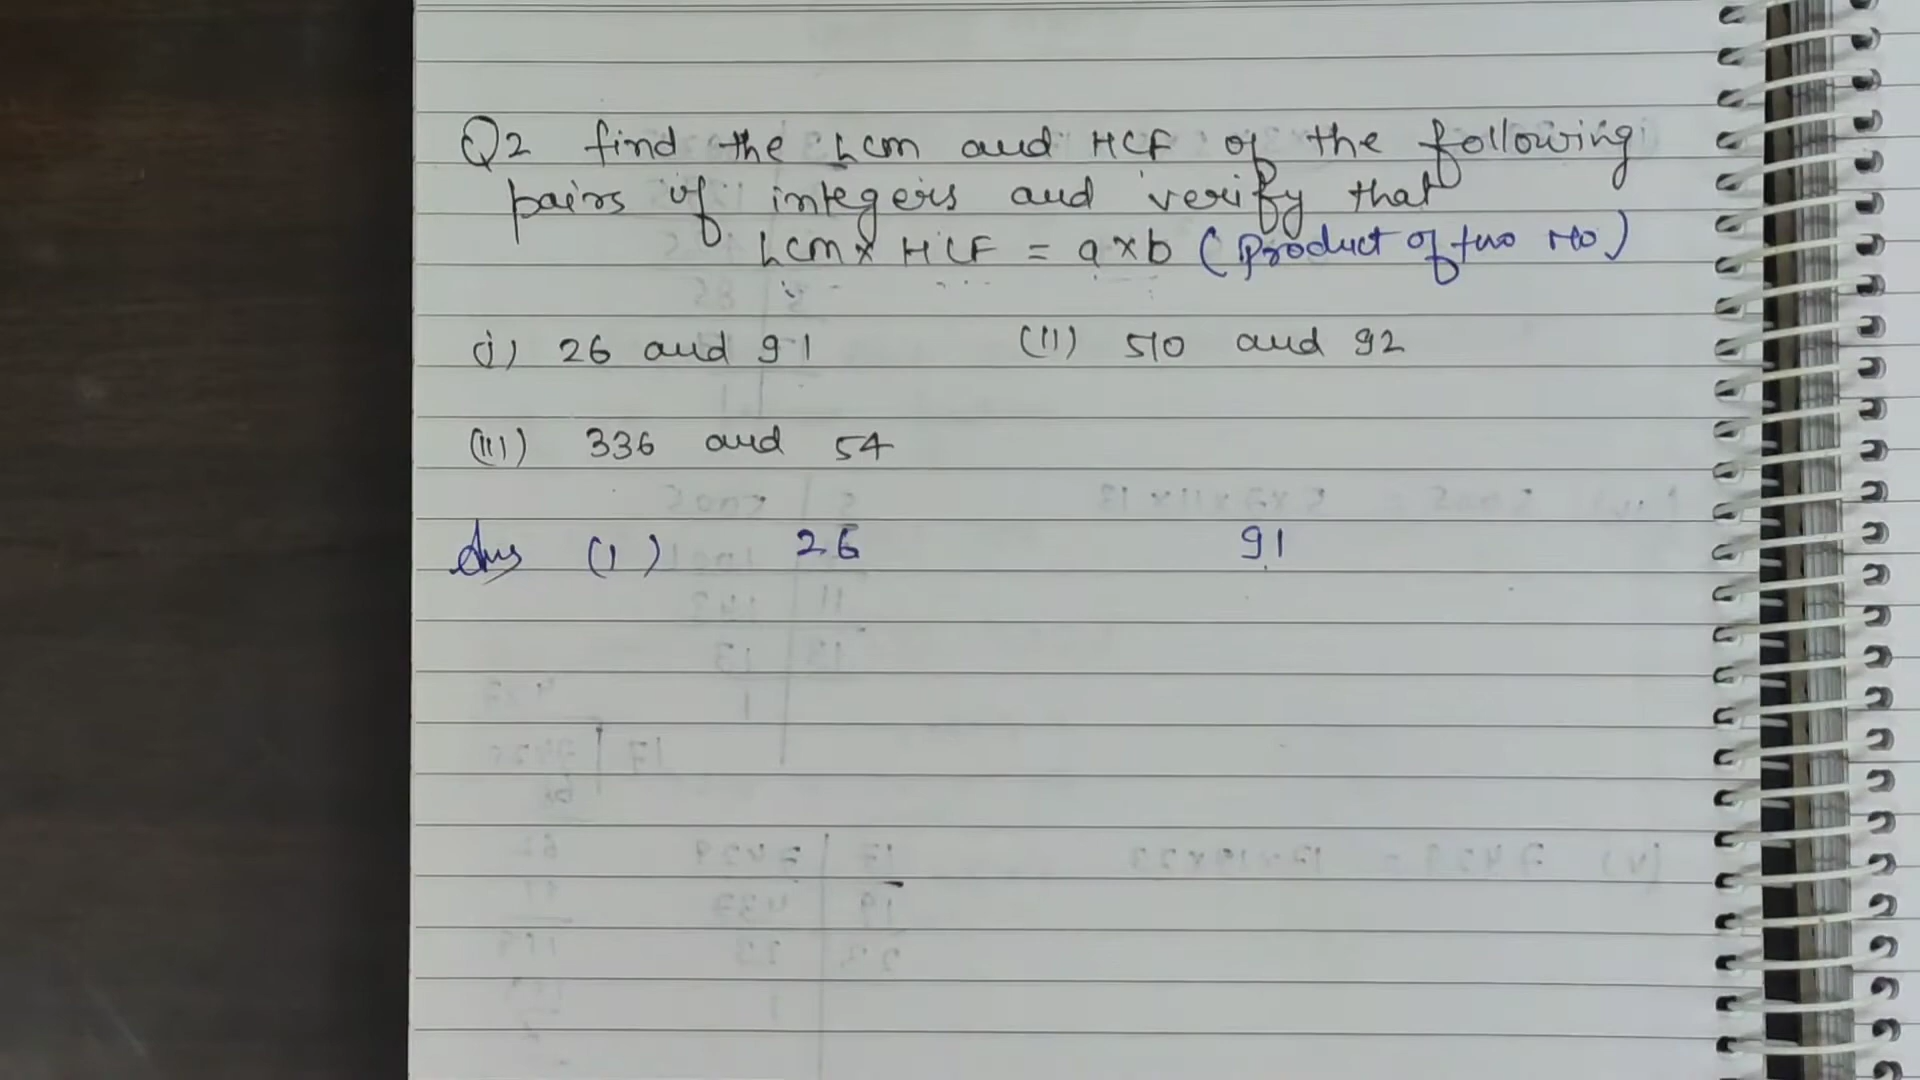 Q2 find the Lcm and HCF of the following
pairs of integers and verify that
Lcm x HCF = a x b (Product of two no)
(i) 26 and 91 (II) 510 and 92
(III) 336 and 54
Ans (I) 26 91